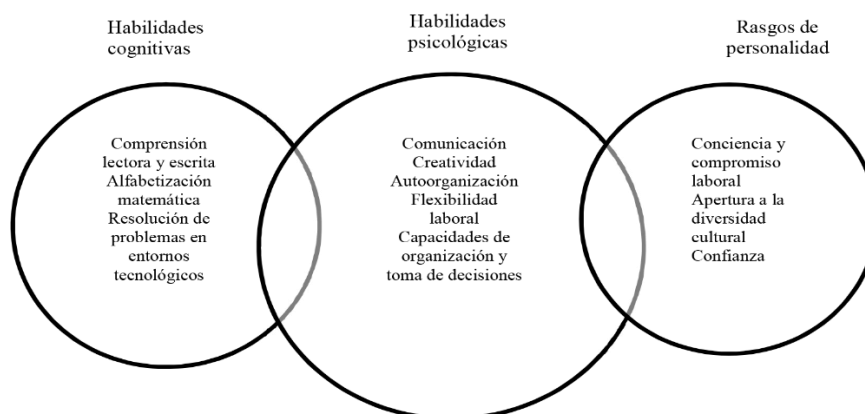 Habilidades
cognitivas
Habilidades
psicológicas
Rasgos de
personalidad
Comprensión
lectora y escrita
Alfabetización
matemática
Resolución de
problemas en
entornos
tecnológicos
Comunicación
Creatividad
Autoorganización
Flexibilidad
laboral
Capacidades de
organización y
toma de decisiones
Conciencia y
compromiso
laboral
Apertura a la
diversidad
cultural
Confianza